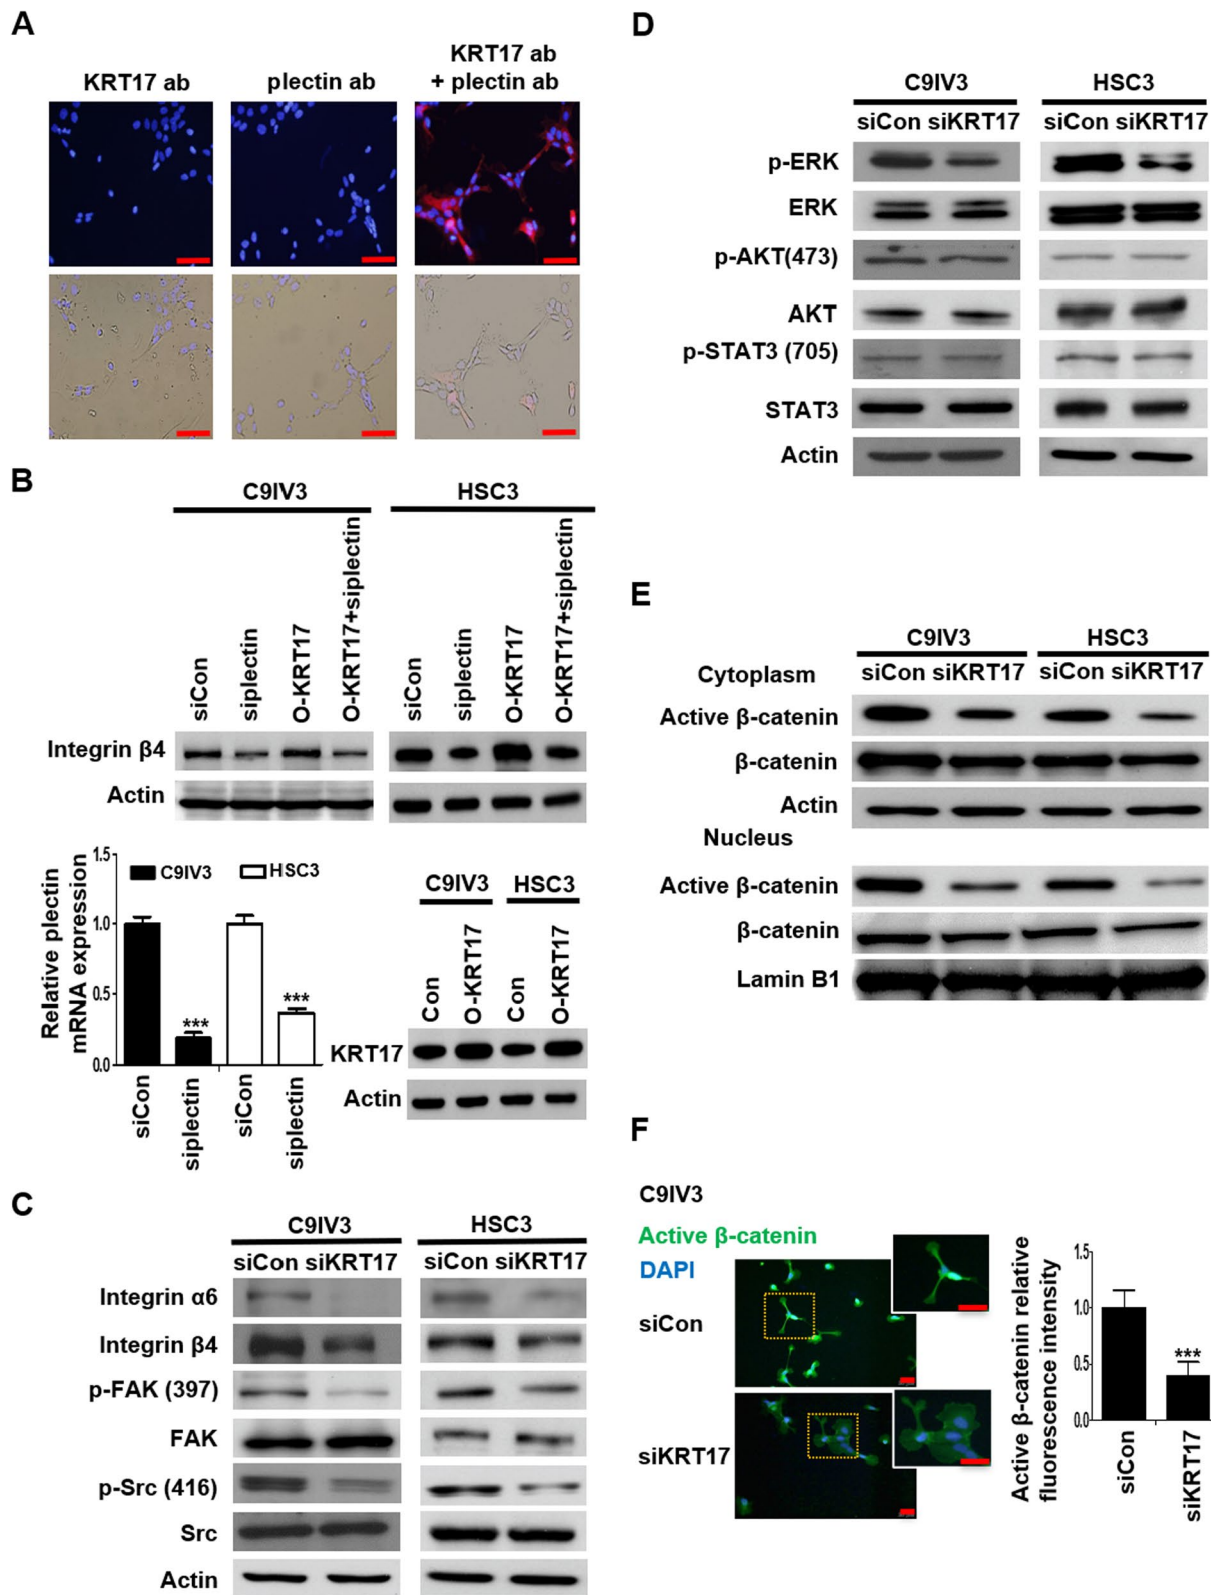 A
KRT17 ab
plectin ab
KRT17 ab
+ plectin ab
B
C9IV3
HSC3
siCon
siplectin
O-KRT17
O-KRT17+siplectin
siCon
siplectin
O-KRT17
O-KRT17+siplectin
Integrin β4
Actin
Relative plectin
mRNA expression
1.5
1.0
0.5
0.0
C9IV3
HSC3
***
***
siCon
siplectin
siCon
siplectin
C9IV3
HSC3
Con
O-KRT17
Con
O-KRT17
KRT17
Actin
C
C9IV3
HSC3
siCon siKRT17
siCon siKRT17
Integrin α6
Integrin β4
p-FAK (397)
FAK
p-Src (416)
Src
Actin
D
C9IV3
HSC3
siCon siKRT17
siCon siKRT17
p-ERK
ERK
p-AKT(473)
AKT
p-STAT3 (705)
STAT3
Actin
E
C9IV3
HSC3
Cytoplasm
siCon siKRT17
siCon siKRT17
Active β-catenin
β-catenin
Actin
Nucleus
Active β-catenin
β-catenin
Lamin B1
F
C9IV3
Active β-catenin
DAPI
siCon
siKRT17
Active β-catenin relative
fluorescence intensity
1.5
1.0
0.5
0.0
***
siCon
siKRT17